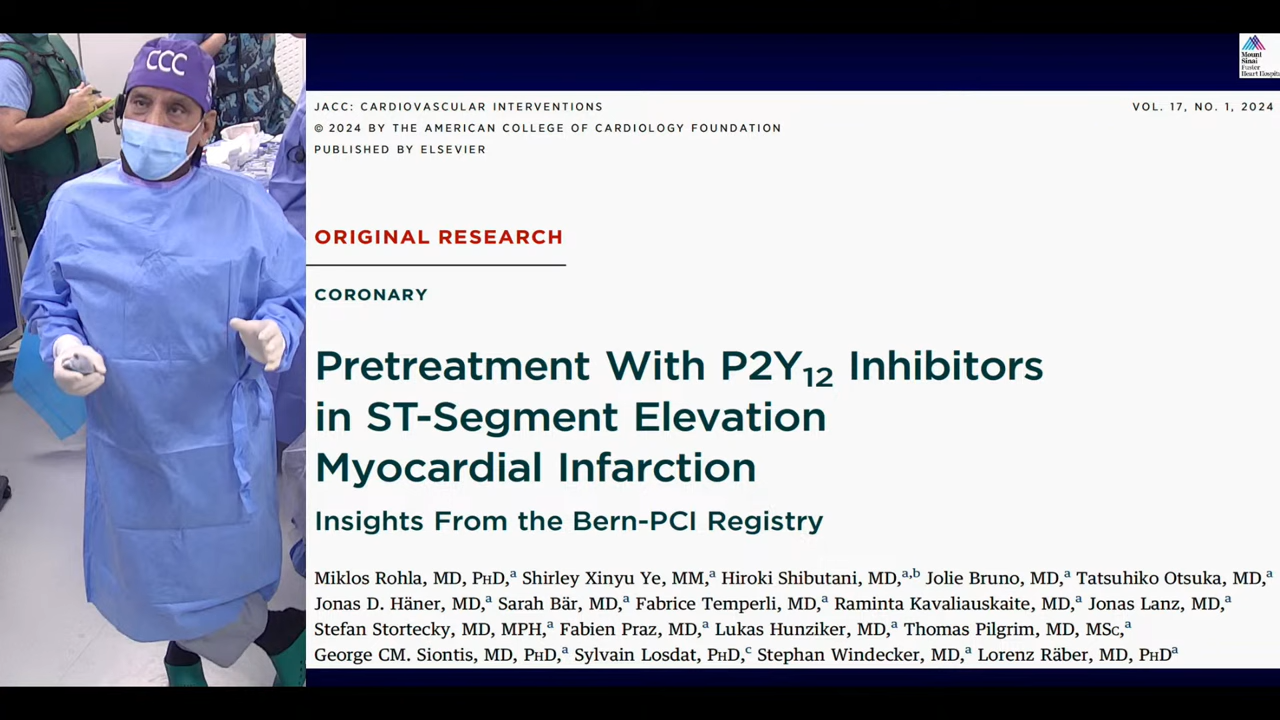 CCC
Mount
Sinai
Fuster
Heart Hospital
JACC: CARDIOVASCULAR INTERVENTIONS
VOL. 17, NO. 1, 2024
© 2024 BY THE AMERICAN COLLEGE OF CARDIOLOGY FOUNDATION
PUBLISHED BY ELSEVIER
ORIGINAL RESEARCH
CORONARY
Pretreatment With P2Y₁₂ Inhibitors
in ST-Segment Elevation
Myocardial Infarction
Insights From the Bern-PCI Registry
Miklos Rohla, MD, PhD,ᵃ Shirley Xinyu Ye, MM,ᵃ Hiroki Shibutani, MD,ᵃ,ᵇ Jolie Bruno, MD,ᵃ Tatsuhiko Otsuka, MD,ᵃ
Jonas D. Häner, MD,ᵃ Sarah Bär, MD,ᵃ Fabrice Temperli, MD,ᵃ Raminta Kavaliauskaite, MD,ᵃ Jonas Lanz, MD,ᵃ
Stefan Stortecky, MD, MPH,ᵃ Fabien Praz, MD,ᵃ Lukas Hunziker, MD,ᵃ Thomas Pilgrim, MD, MSc,ᵃ
George CM. Siontis, MD, PhD,ᵃ Sylvain Losdat, PhD,ᶜ Stephan Windecker, MD,ᵃ Lorenz Räber, MD, PhDᵃ